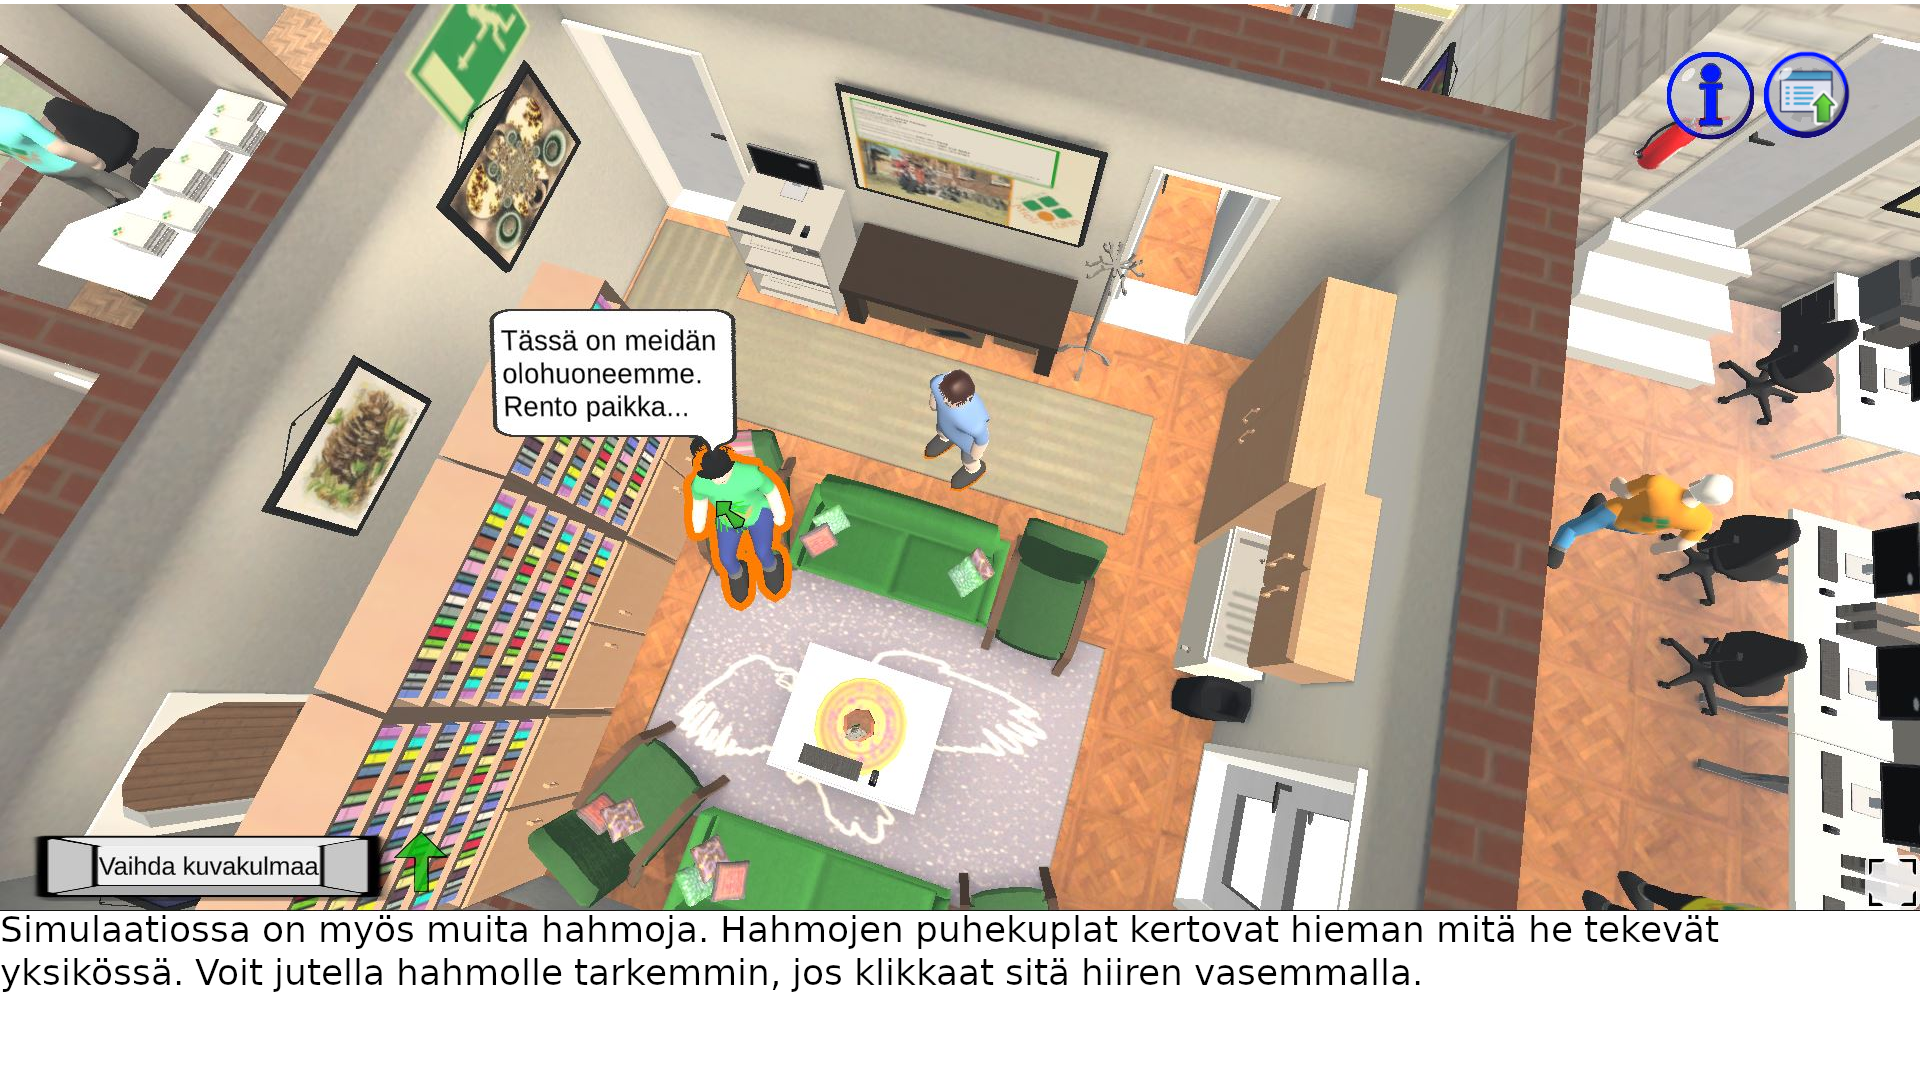 Tässä on meidän
olohuoneemme.
Rento paikka...
Vaihda kuvakulmaa
Simulaatiossa on myös muita hahmoja. Hahmojen puhekuplat kertovat hieman mitä he tekevät
yksikössä. Voit jutella hahmolle tarkemmin, jos klikkaat sitä hiiren vasemmalla.